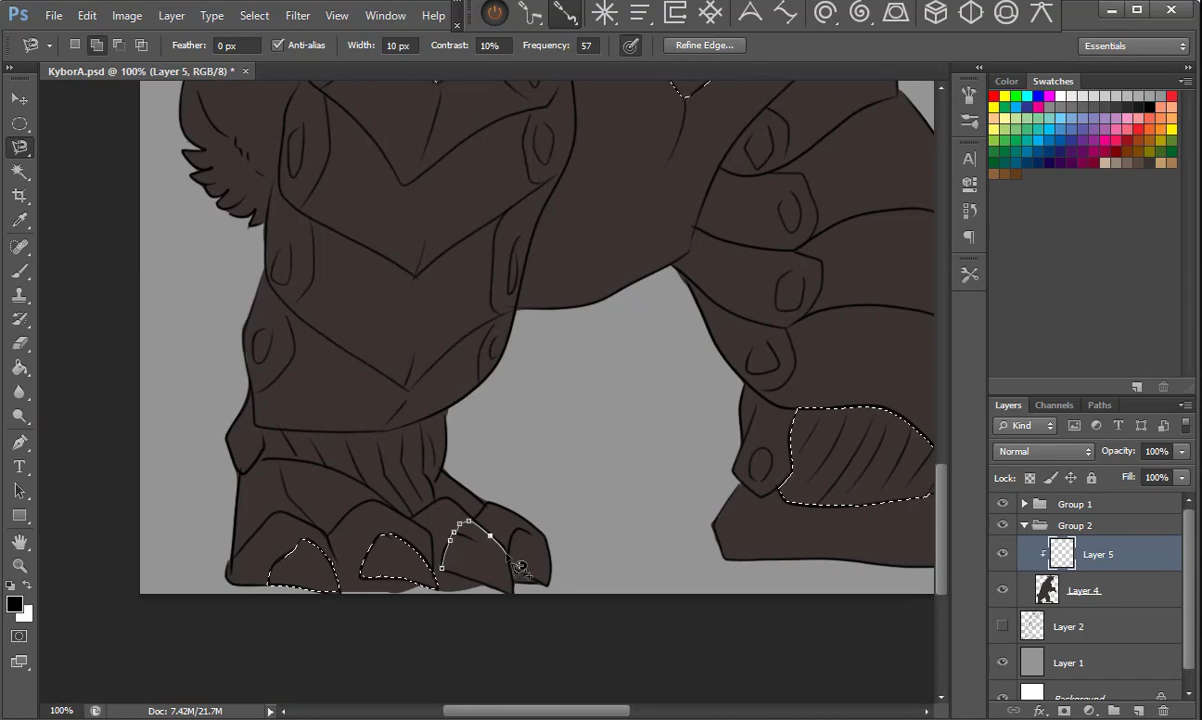 Ps File Edit Image Layer Type Select Filter View Window Help
Feather: 0 px Anti-alias Width: 10 px Contrast: 10% Frequency: 57 Refine Edge... Essentials
KyborA.psd @ 100% (Layer 5, RGB/8) *
Color Swatches
Layers Channels Paths
Kind
Normal Opacity: 100%
Lock: Fill: 100%
Group 1
Group 2
Layer 5
Layer 4
Layer 2
Layer 1
Background
100% Doc: 7.42M/21.7M